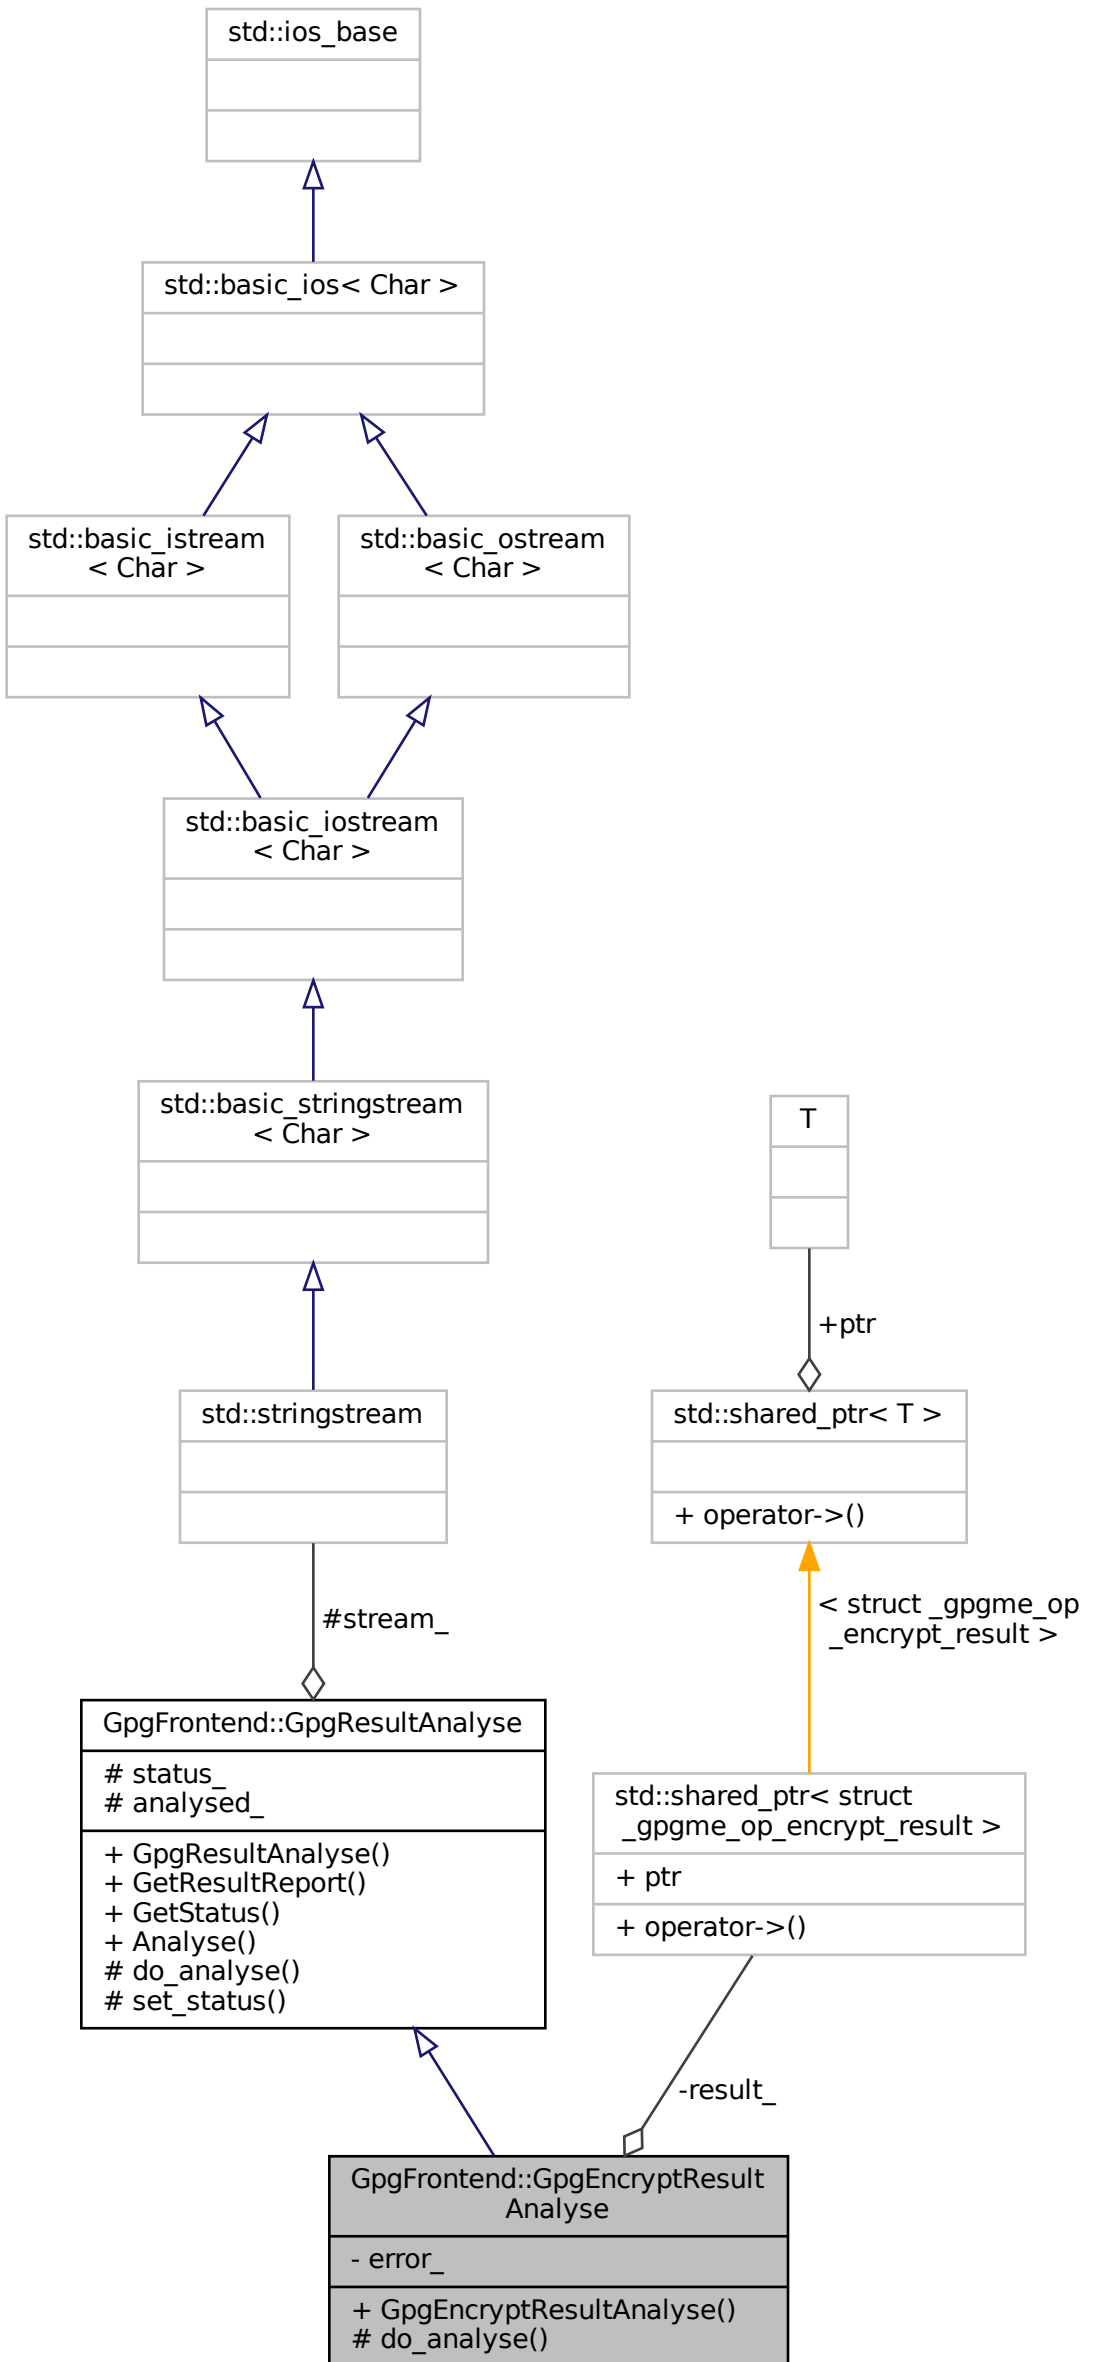 std::ios_base
std::basic_ios< Char >
std::basic_istream
< Char >
std::basic_ostream
< Char >
std::basic_iostream
< Char >
std::basic_stringstream
< Char >
T
+ptr
std::stringstream
std::shared_ptr< T >
+ operator->()
#stream_
< struct _gpgme_op
_encrypt_result >
GpgFrontend::GpgResultAnalyse
# status_
# analysed_
+ GpgResultAnalyse()
+ GetResultReport()
+ GetStatus()
+ Analyse()
# do_analyse()
# set_status()
std::shared_ptr< struct
_gpgme_op_encrypt_result >
+ ptr
+ operator->()
-result_
GpgFrontend::GpgEncryptResult
Analyse
- error_
+ GpgEncryptResultAnalyse()
# do_analyse()